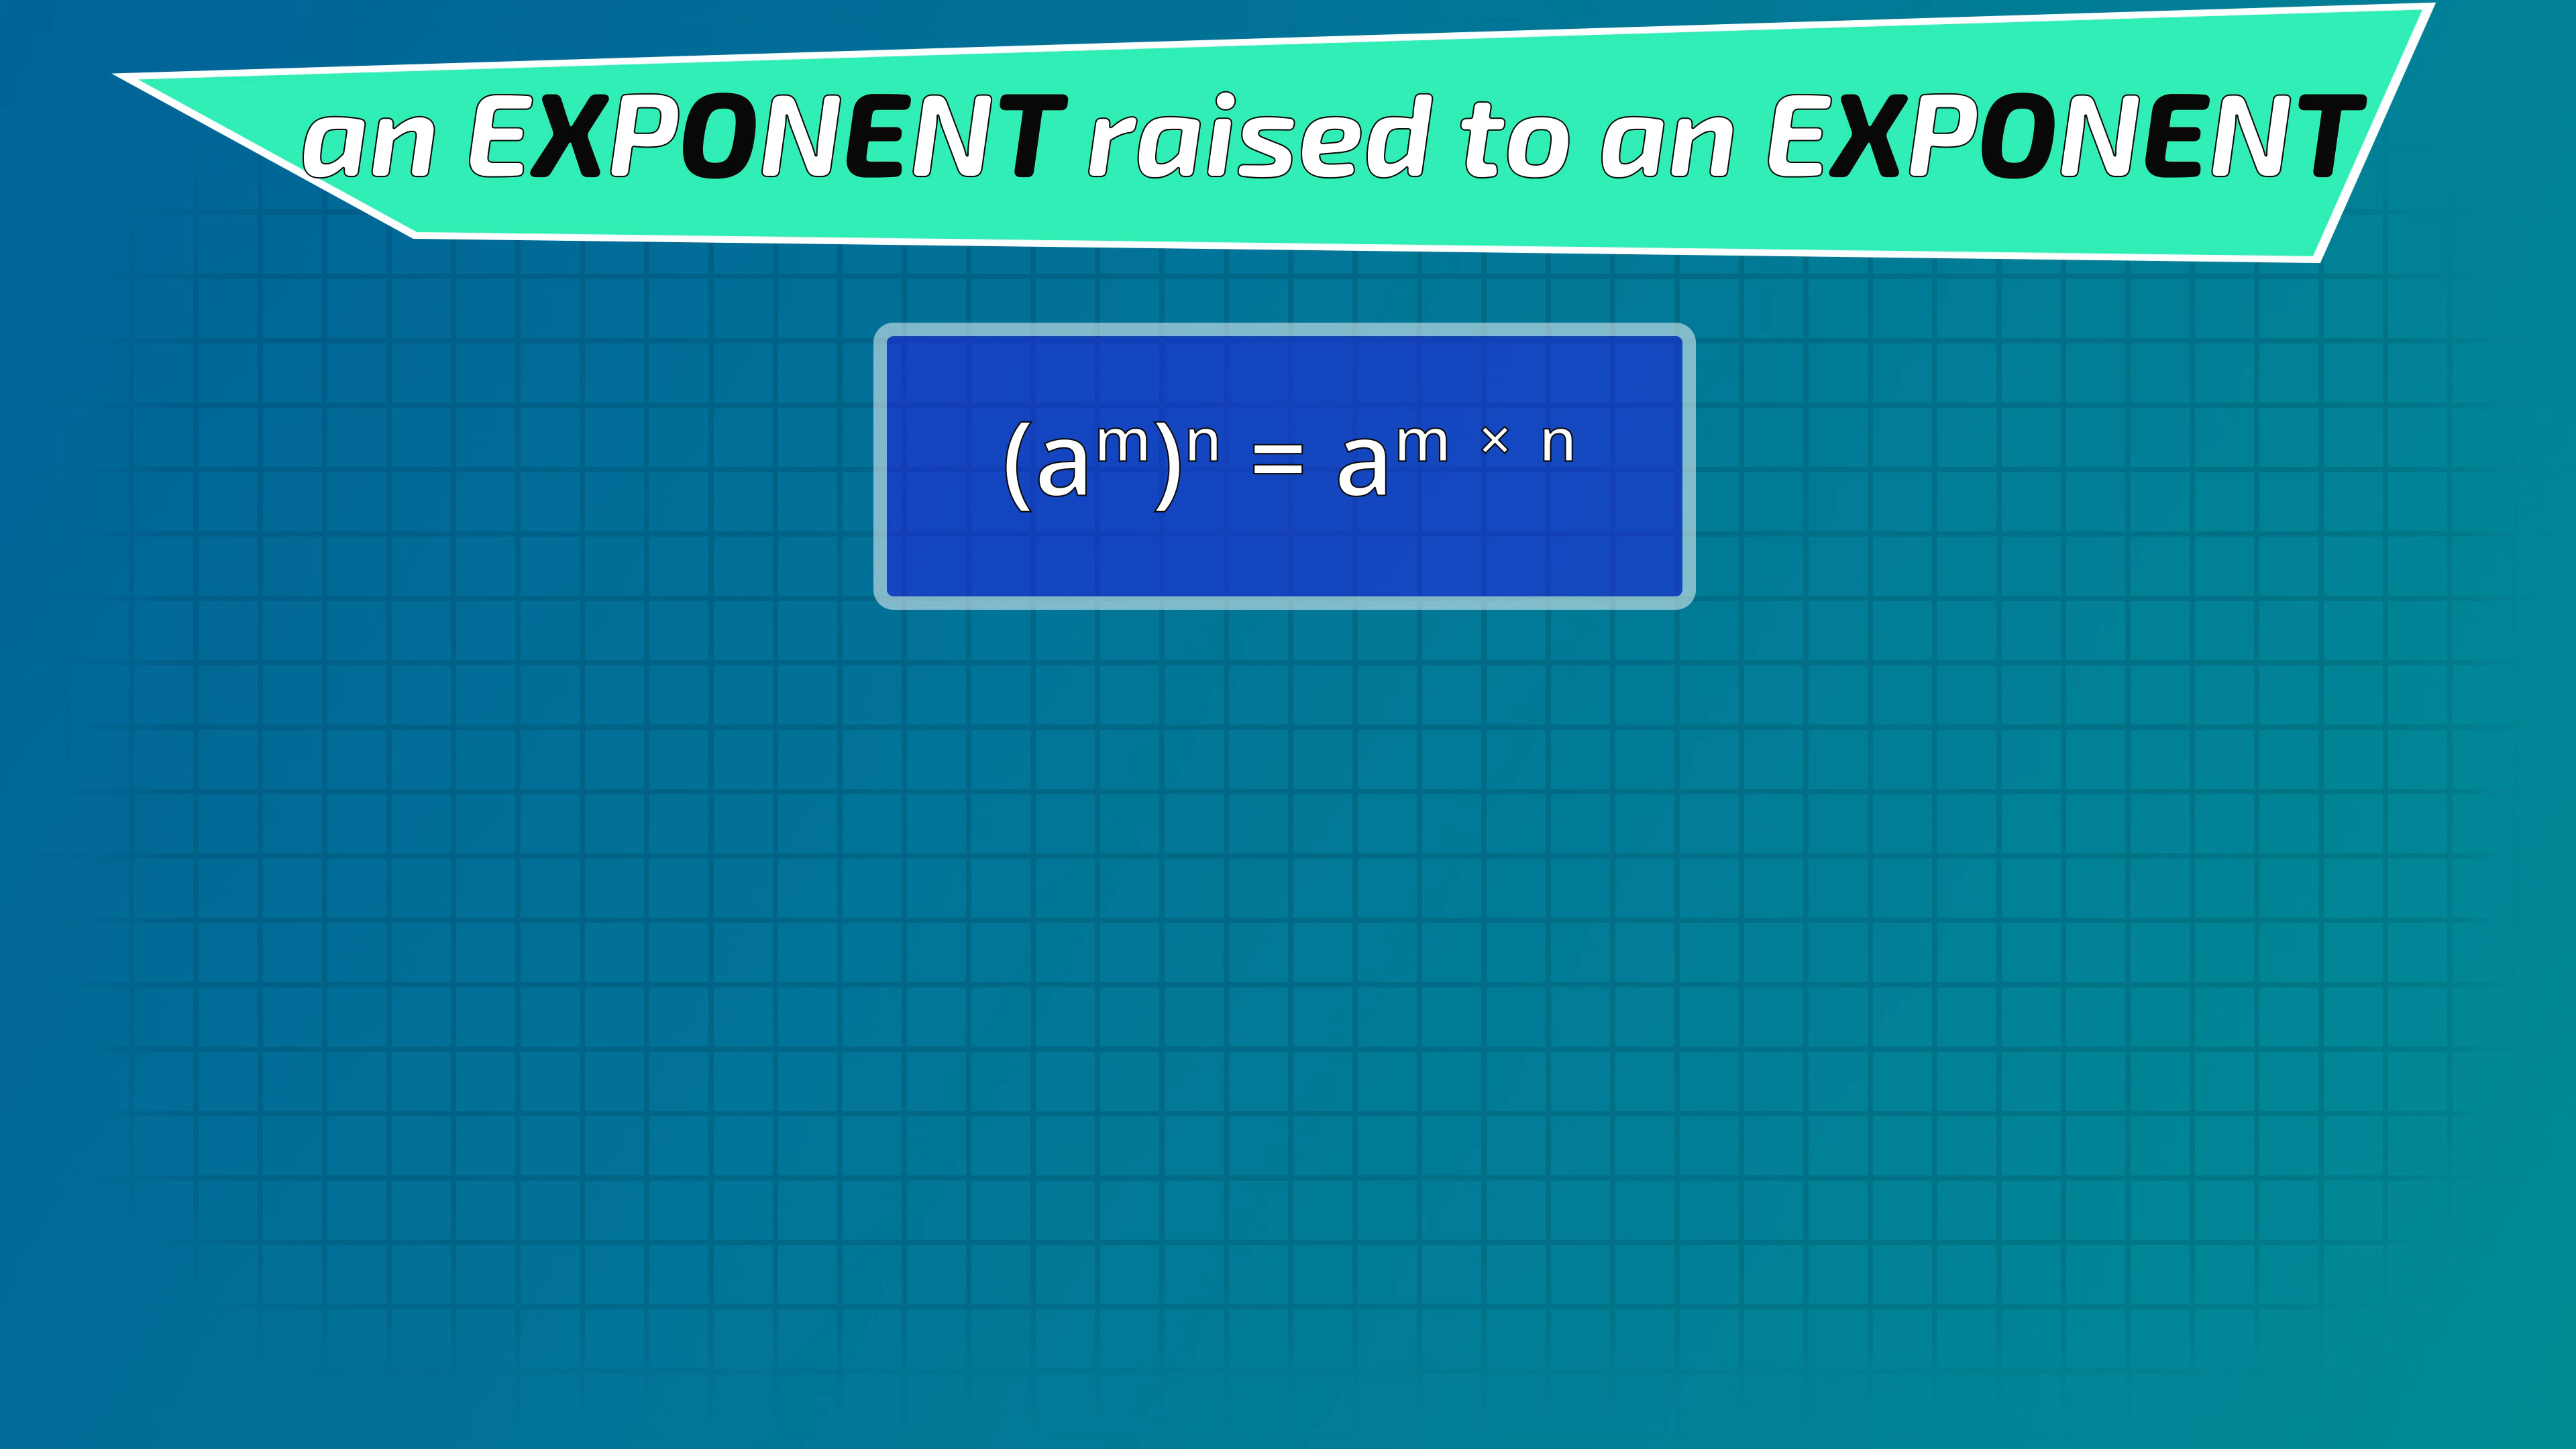 an EXPONENT raised to an EXPONENT
(aᵐ)ⁿ = aᵐ ˣ ⁿ